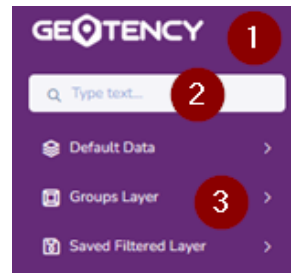 GEOTENCY 1
Type text... 2
Default Data
Groups Layer 3
Saved Filtered Layer